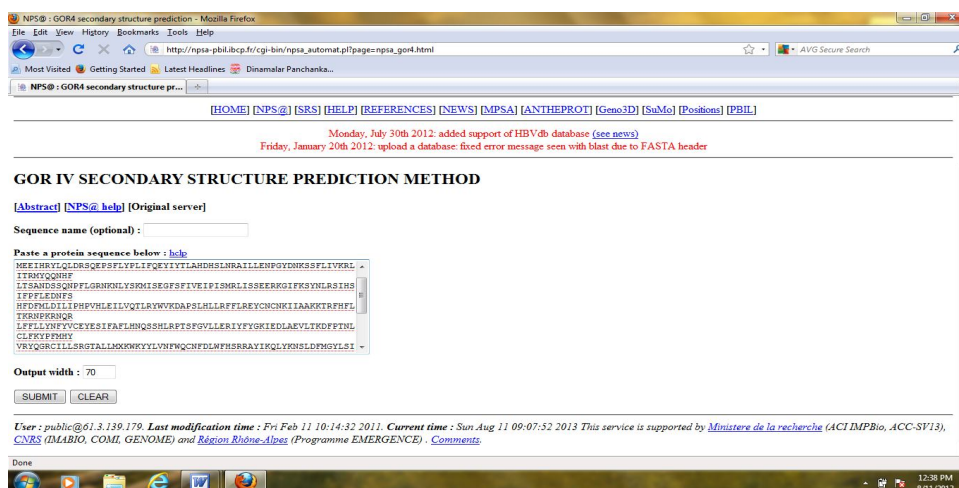 NPS@ : GOR4 secondary structure prediction - Mozilla Firefox
File Edit View History Bookmarks Tools Help
http://npsa-pbil.ibcp.fr/cgi-bin/npsa_automat.pl?page=npsa_gor4.html
AVG Secure Search
Most Visited Getting Started Latest Headlines Dinamalar Panchanka...
NPS@ : GOR4 secondary structure pr...
[HOME] [NPS@] [SRS] [HELP] [REFERENCES] [NEWS] [MPSA] [ANTHEPROT] [Geno3D] [SuMo] [Positions] [PBIL]
Monday, July 30th 2012: added support of HBVdb database (see news)
Friday, January 20th 2012: upload a database: fixed error message seen with blast due to FASTA header
GOR IV SECONDARY STRUCTURE PREDICTION METHOD
[Abstract] [NPS@ help] [Original server]
Sequence name (optional) :
Paste a protein sequence below : help
MEEIHRYLQLDRSQEPSFLYPLIFQEYIYTLAHDHSLNRAILLENPGYDNKSSFLIVKRL
ITRMYQQNHF
LTSANDSSQNPFLGRNKNLYSKMISEGFSFIVEIPISMRLISSEERKGIFKSYNLRSIHS
IFPFLEDNFS
HFDFMLDILIPHPVHLEILVQTLRYWVKDAPSLHLLRFFLREYCNCNKIIAAKKTRFHFL
TKRNPKRNQR
LFFLLYNFYVCEYESIFAFLHNQSSHLRPTSFGVLLERIYFYGKIEDLAEVLTKDFPTNL
CLFKYPFMHY
VRYQGRCILLSRGTALLMXKWKYYLVNFWQCNFDLWFHSRRAYIKQLYKNSLDFMGYLSI
Output width : 70
SUBMIT CLEAR
User : public@61.3.139.179. Last modification time : Fri Feb 11 10:14:32 2011. Current time : Sun Aug 11 09:07:52 2013 This service is supported by Ministere de la recherche (ACI IMPBio, ACC-SV13),
CNRS (IMABIO, COMI, GENOME) and Région Rhône-Alpes (Programme EMERGENCE) . Comments.
Done
12:38 PM
8/11/2013